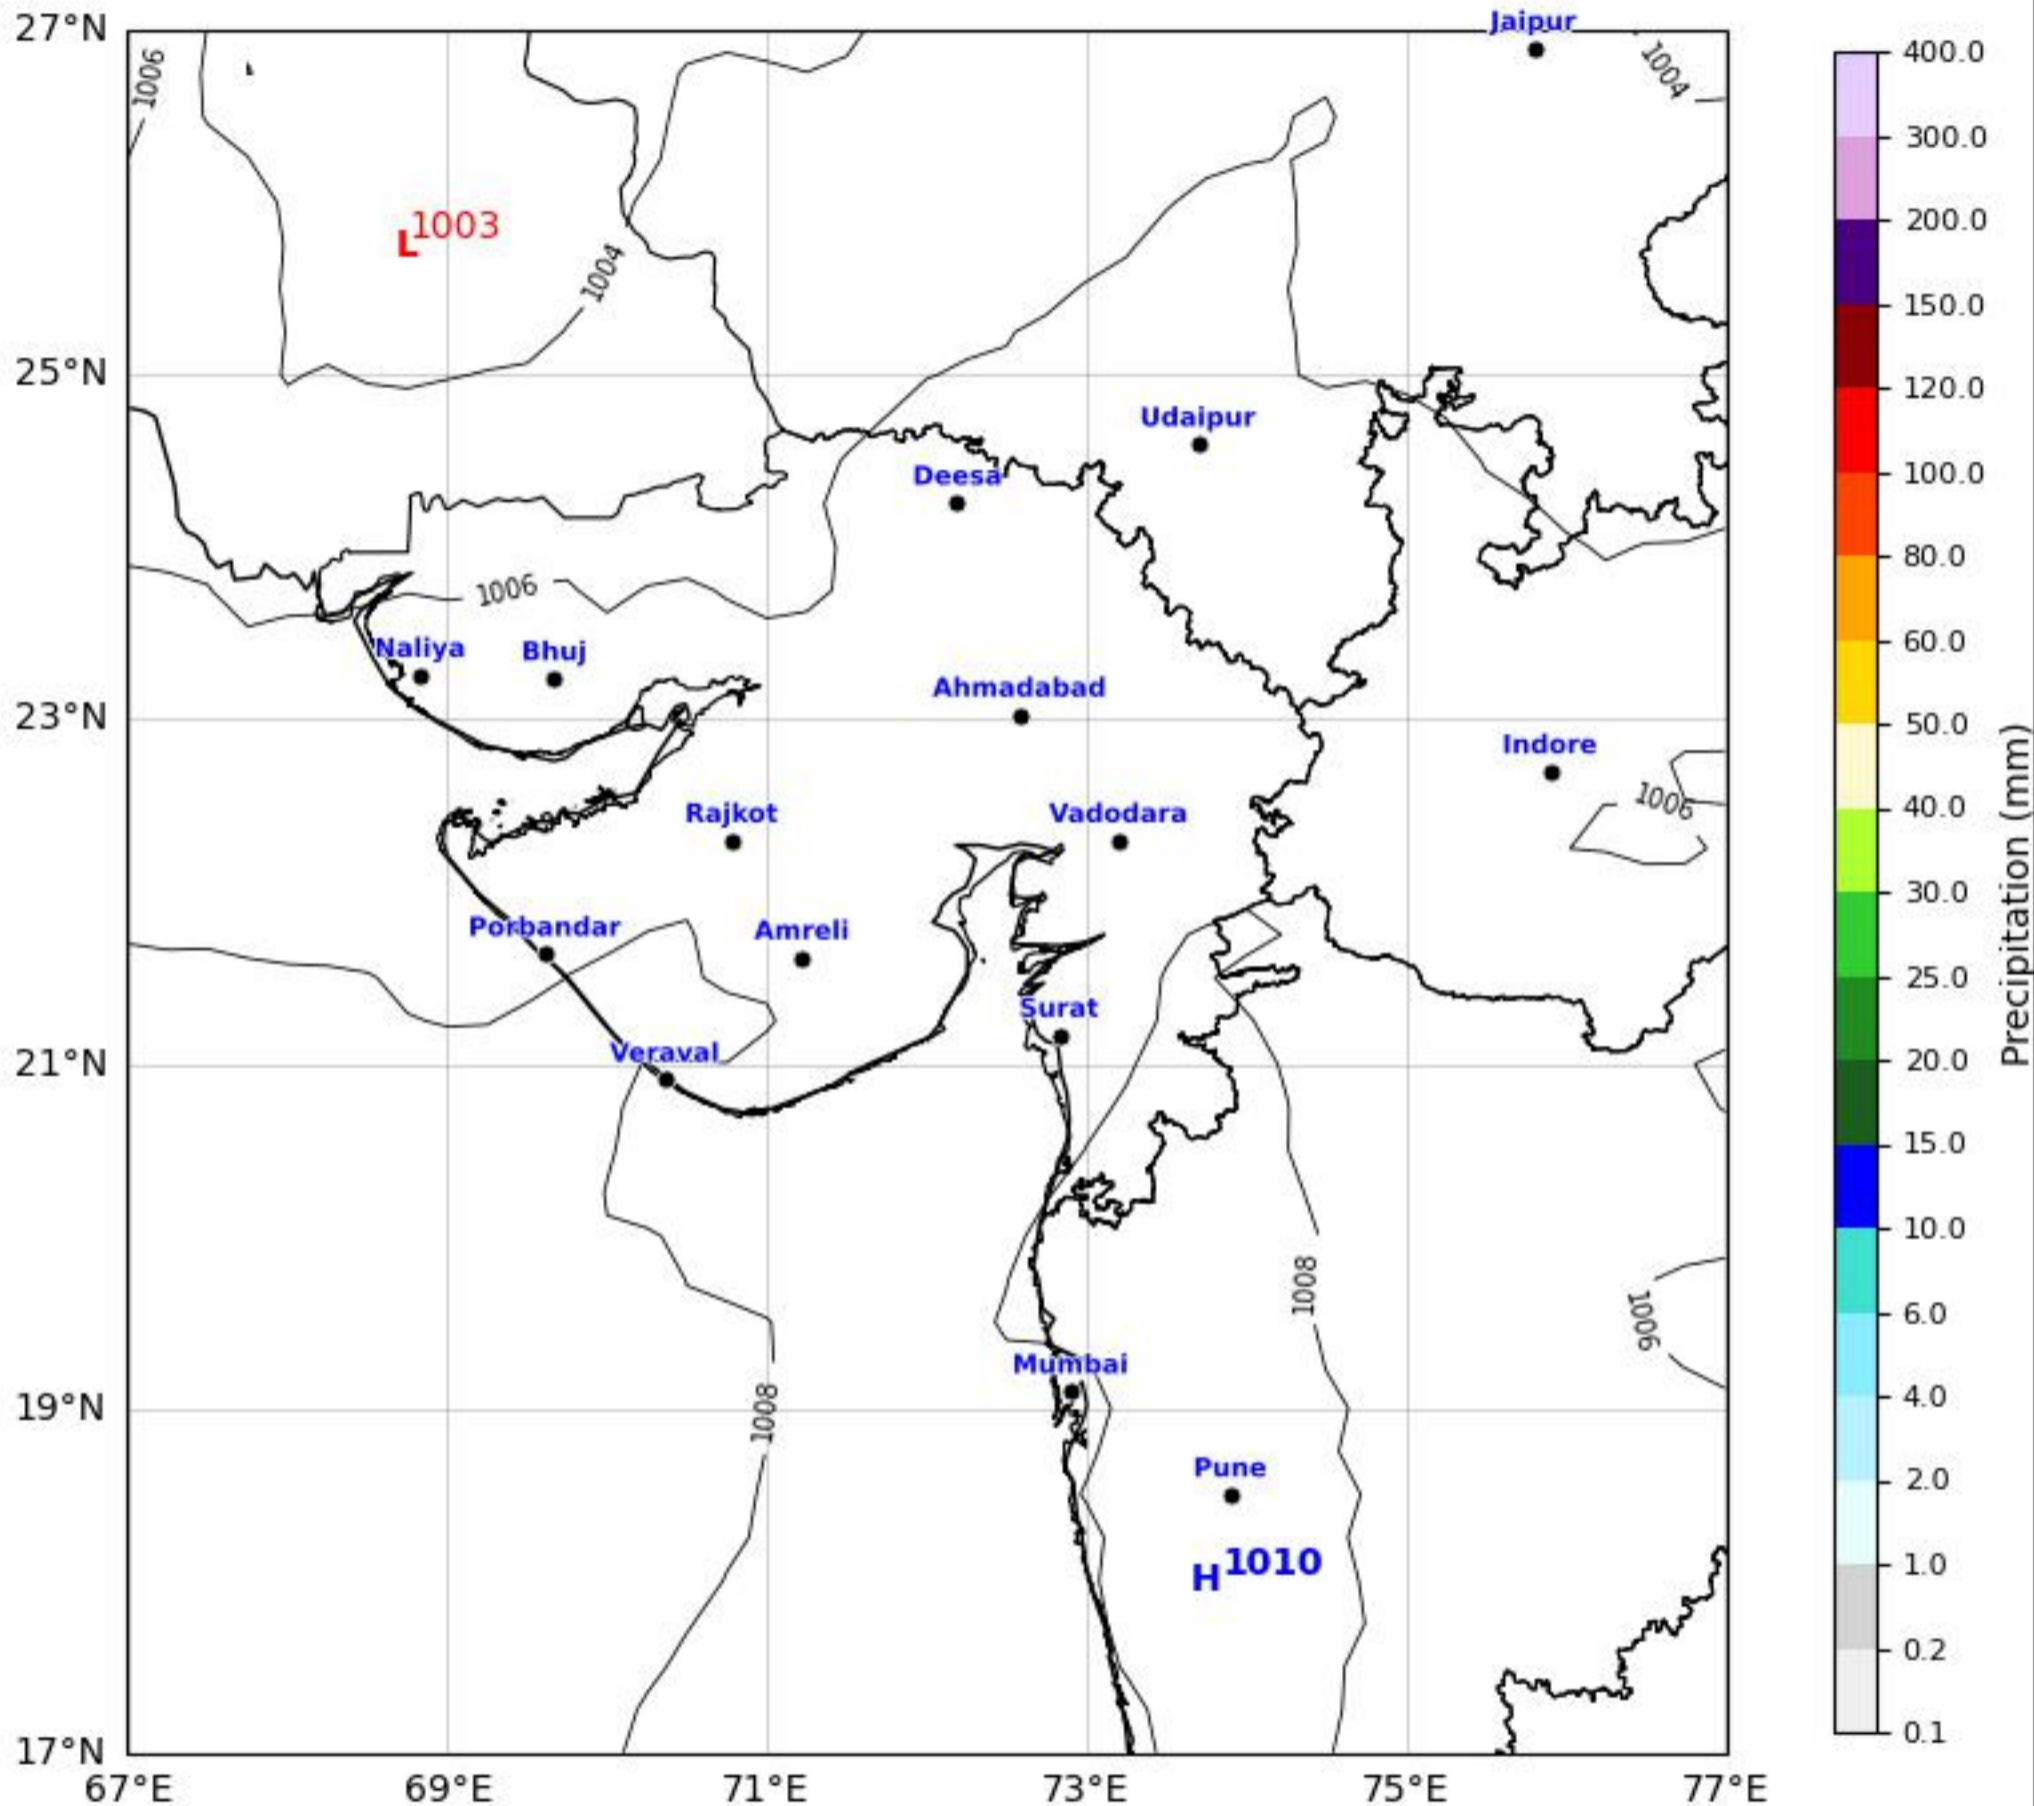 27°N
25°N
23°N
21°N
19°N
17°N
67°E
69°E
71°E
73°E
75°E
77°E
Jaipur
1006
1004
L 1003
1004
Udaipur
Deesa
1006
Naliya
Bhuj
Ahmadabad
Indore
1006
Rajkot
Vadodara
Porbandar
Amreli
Surat
Veraval
1008
1006
Mumbai
1008
Pune
H 1010
400.0
300.0
200.0
150.0
120.0
100.0
80.0
60.0
50.0
40.0
30.0
25.0
20.0
15.0
10.0
6.0
4.0
2.0
1.0
0.2
0.1
Precipitation (mm)